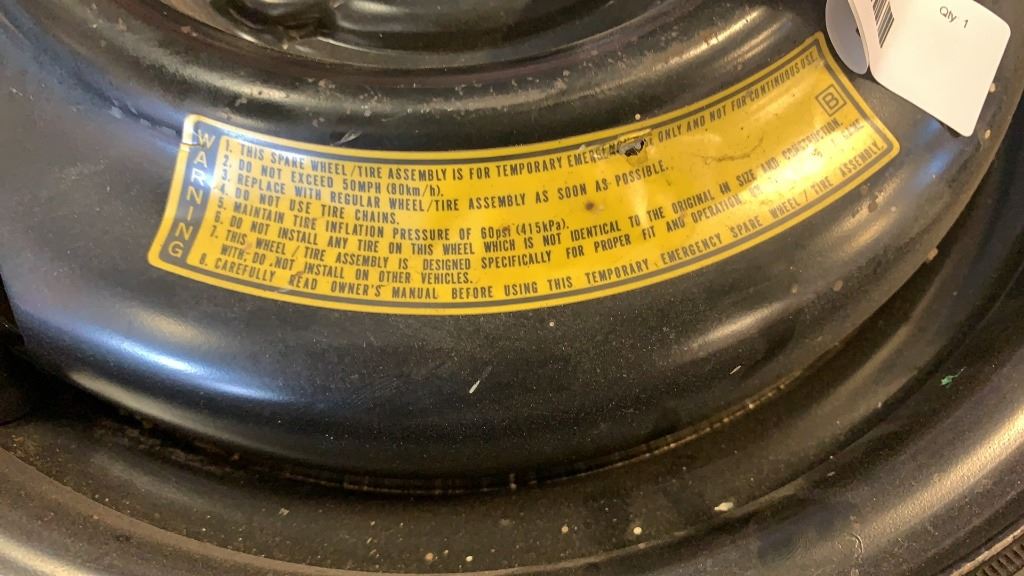 Qty 1
WARNING
1. THIS SPARE WHEEL/TIRE ASSEMBLY IS FOR TEMPORARY EMERGENCY ONLY AND NOT FOR CONTINUOUS USE.
2. DO NOT EXCEED 50MPH (80km/h).
3. REPLACE WITH REGULAR WHEEL/TIRE ASSEMBLY AS SOON AS POSSIBLE.
4. DO NOT USE TIRE CHAINS.
5. MAINTAIN TIRE INFLATION PRESSURE OF 60psi (415kPa).
6. DO NOT INSTALL ANY TIRE ON THIS WHEEL WHICH IS NOT IDENTICAL TO THE ORIGINAL IN SIZE AND CONSTRUCTION.
7. THIS WHEEL/TIRE ASSEMBLY IS DESIGNED SPECIFICALLY FOR PROPER FIT AND OPERATION
WITH. DO NOT INSTALL ON OTHER VEHICLES.
8. CAREFULLY READ OWNER'S MANUAL BEFORE USING THIS TEMPORARY EMERGENCY SPARE WHEEL/TIRE ASSEMBLY.
B